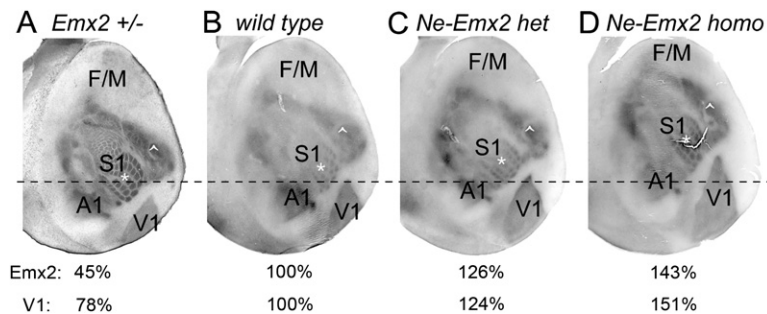 A Emx2 +/- B wild type C Ne-Emx2 het D Ne-Emx2 homo
F/M F/M F/M F/M
S1 S1 S1 S1
* * * *
A1 A1 A1 A1
V1 V1 V1 V1
Emx2: 45% 100% 126% 143%
V1: 78% 100% 124% 151%